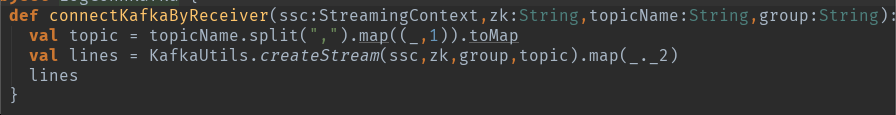 def connectKafkaByReceiver(ssc:StreamingContext,zk:String,topicName:String,group:String):
val topic = topicName.split(",").map((_,1)).toMap
val lines = KafkaUtils.createStream(ssc,zk,group,topic).map(_._2)
lines
}